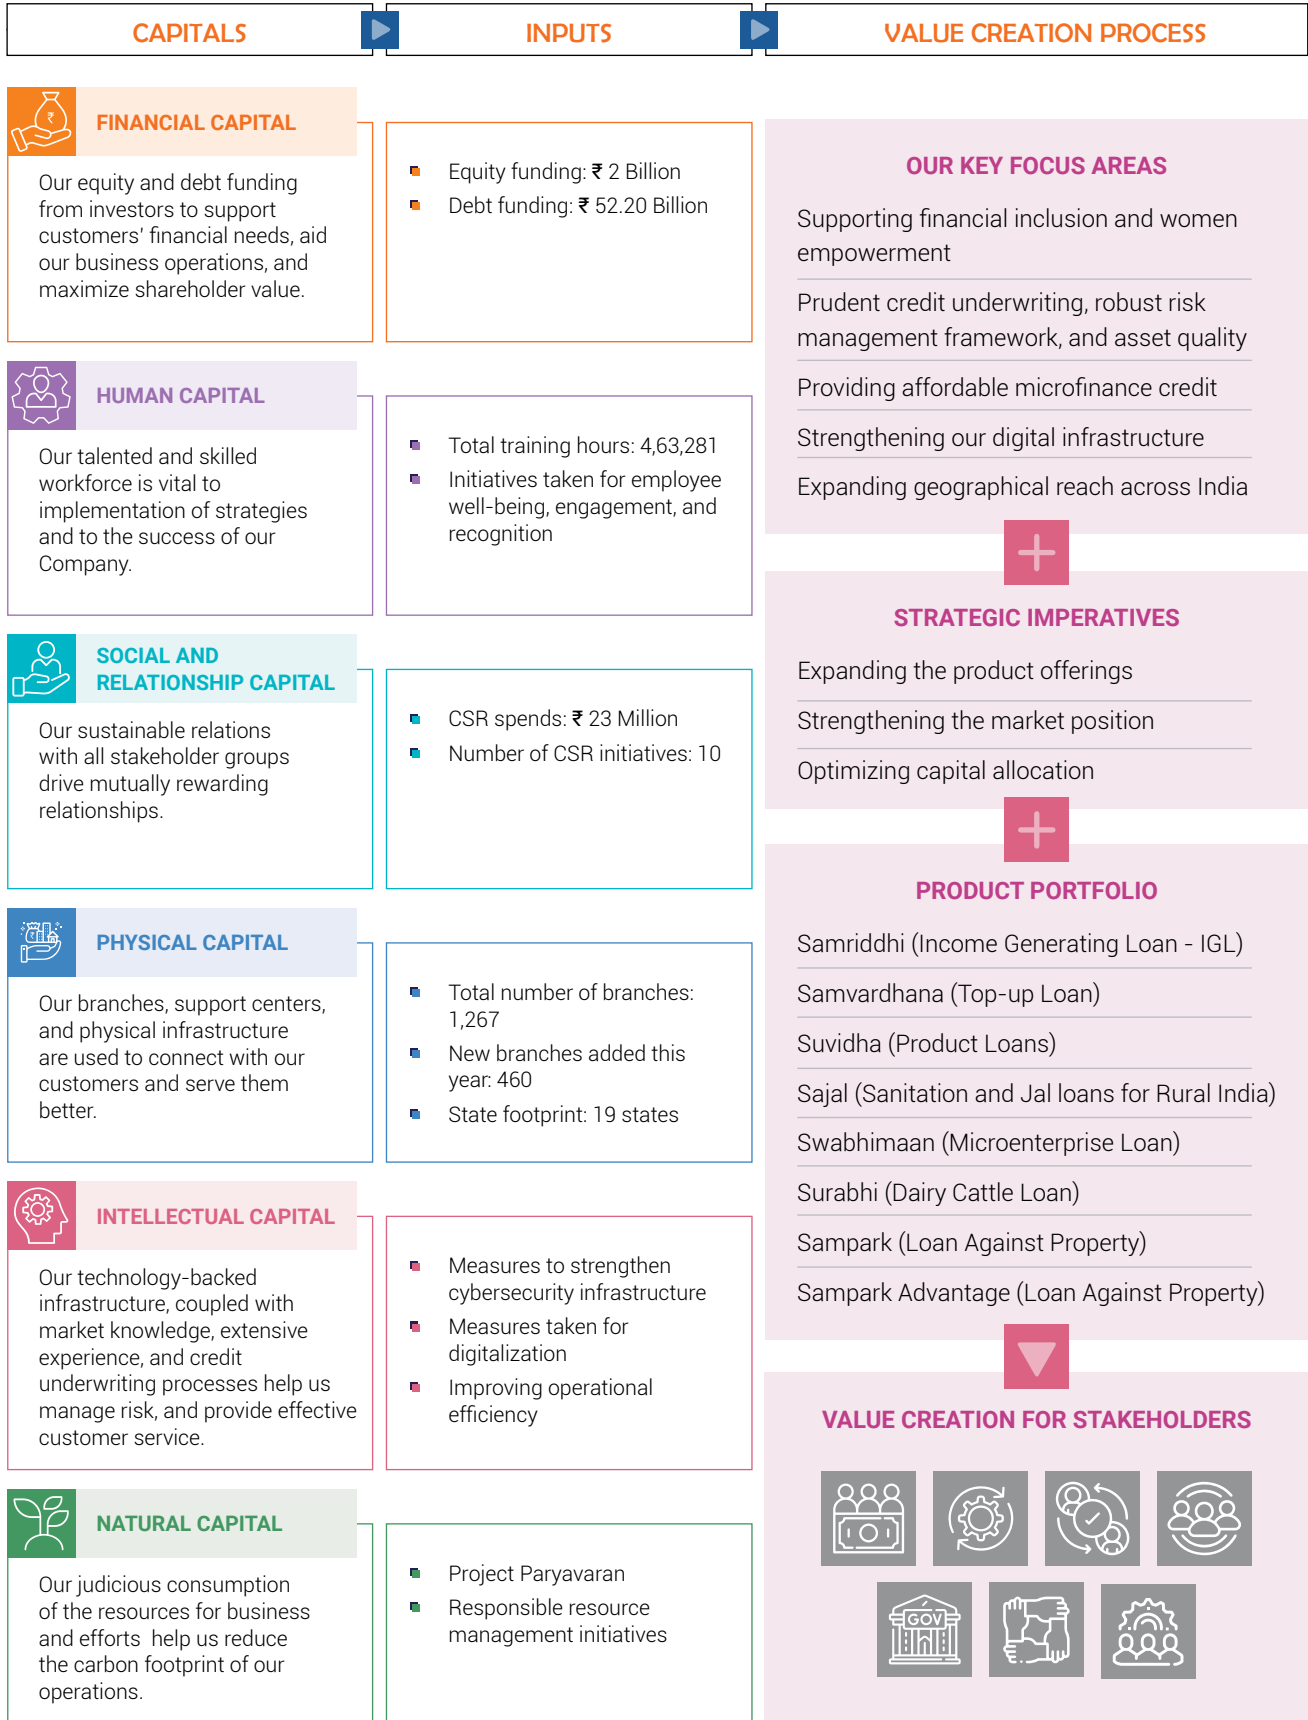 CAPITALS
INPUTS
VALUE CREATION PROCESS
FINANCIAL CAPITAL
Our equity and debt funding
from investors to support
customers' financial needs, aid
our business operations, and
maximize shareholder value.
Equity funding: ₹ 2 Billion
Debt funding: ₹ 52.20 Billion
HUMAN CAPITAL
Our talented and skilled
workforce is vital to
implementation of strategies
and to the success of our
Company.
Total training hours: 4,63,281
Initiatives taken for employee
well-being, engagement, and
recognition
SOCIAL AND
RELATIONSHIP CAPITAL
Our sustainable relations
with all stakeholder groups
drive mutually rewarding
relationships.
CSR spends: ₹ 23 Million
Number of CSR initiatives: 10
PHYSICAL CAPITAL
Our branches, support centers,
and physical infrastructure
are used to connect with our
customers and serve them
better.
Total number of branches:
1,267
New branches added this
year: 460
State footprint: 19 states
INTELLECTUAL CAPITAL
Our technology-backed
infrastructure, coupled with
market knowledge, extensive
experience, and credit
underwriting processes help us
manage risk, and provide effective
customer service.
Measures to strengthen
cybersecurity infrastructure
Measures taken for
digitalization
Improving operational
efficiency
NATURAL CAPITAL
Our judicious consumption
of the resources for business
and efforts help us reduce
the carbon footprint of our
operations.
Project Paryavaran
Responsible resource
management initiatives
OUR KEY FOCUS AREAS
Supporting financial inclusion and women
empowerment
Prudent credit underwriting, robust risk
management framework, and asset quality
Providing affordable microfinance credit
Strengthening our digital infrastructure
Expanding geographical reach across India
STRATEGIC IMPERATIVES
Expanding the product offerings
Strengthening the market position
Optimizing capital allocation
PRODUCT PORTFOLIO
Samriddhi (Income Generating Loan - IGL)
Samvardhana (Top-up Loan)
Suvidha (Product Loans)
Sajal (Sanitation and Jal loans for Rural India)
Swabhimaan (Microenterprise Loan)
Surabhi (Dairy Cattle Loan)
Sampark (Loan Against Property)
Sampark Advantage (Loan Against Property)
VALUE CREATION FOR STAKEHOLDERS
GOV